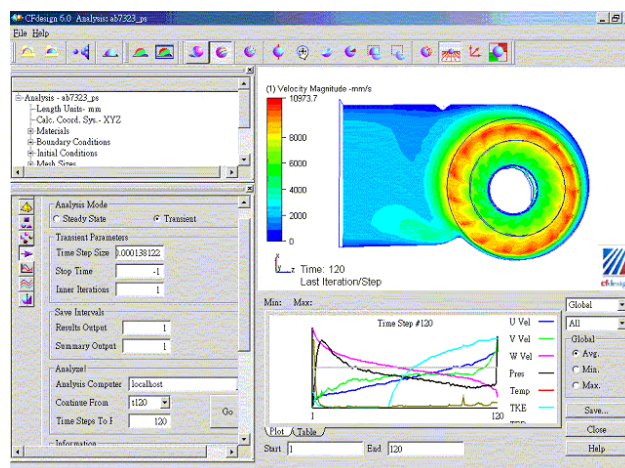 CFdesign 6.0 Analysis: ab7323_ps
File Help
Analysis - ab7323_ps
Length Units- mm
Calc. Coord. Sys.- XYZ
Materials
Boundary Conditions
Initial Conditions
Mesh Sizes
Analysis Mode
Steady State Transient
Transient Parameters
Time Step Size 0.000138122
Stop Time -1
Inner Iterations 1
Save Intervals
Results Output 1
Summary Output 1
Analyze!
Analysis Computer localhost
Continue From t120
Time Steps To F 120
Go
Information
(1) Velocity Magnitude -mm/s
10973.7
8000
6000
4000
2000
0
z Time: 120
Last Iteration/Step
cfdesign
Min: Max:
Time Step #120
U Vel
V Vel
W Vel
Pres
Temp
TKE
1 120
Plot Table
Start 1 End 120
Global
All
Global
Avg.
Min.
Max.
Save...
Close
Help